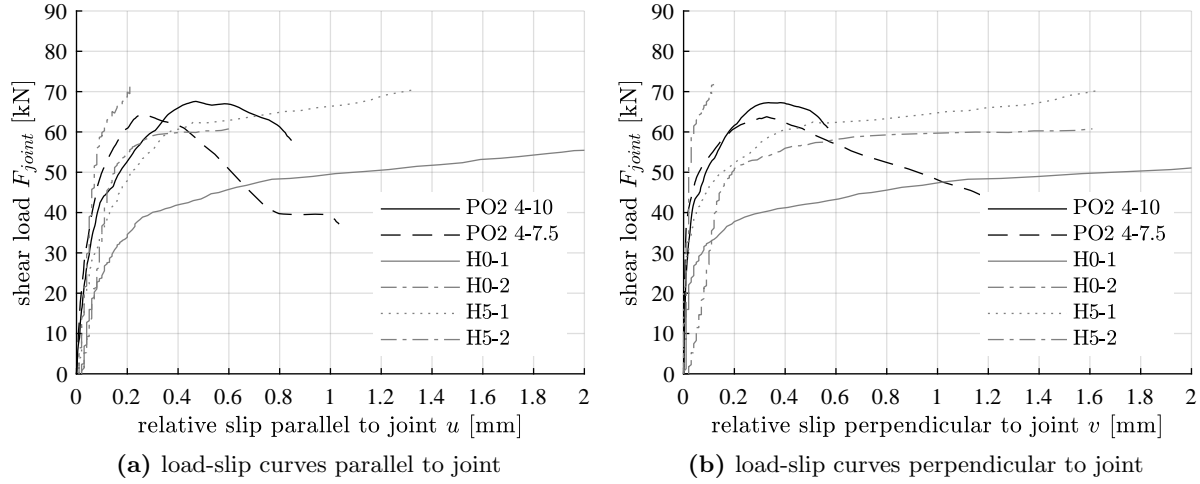 90
80
70
60
50
40
30
20
10
0
shear load F_joint [kN]
0 0.2 0.4 0.6 0.8 1 1.2 1.4 1.6 1.8 2
relative slip parallel to joint u [mm]
PO2 4-10
PO2 4-7.5
H0-1
H0-2
H5-1
H5-2
(a) load-slip curves parallel to joint
90
80
70
60
50
40
30
20
10
0
shear load F_joint [kN]
0 0.2 0.4 0.6 0.8 1 1.2 1.4 1.6 1.8 2
relative slip perpendicular to joint v [mm]
PO2 4-10
PO2 4-7.5
H0-1
H0-2
H5-1
H5-2
(b) load-slip curves perpendicular to joint